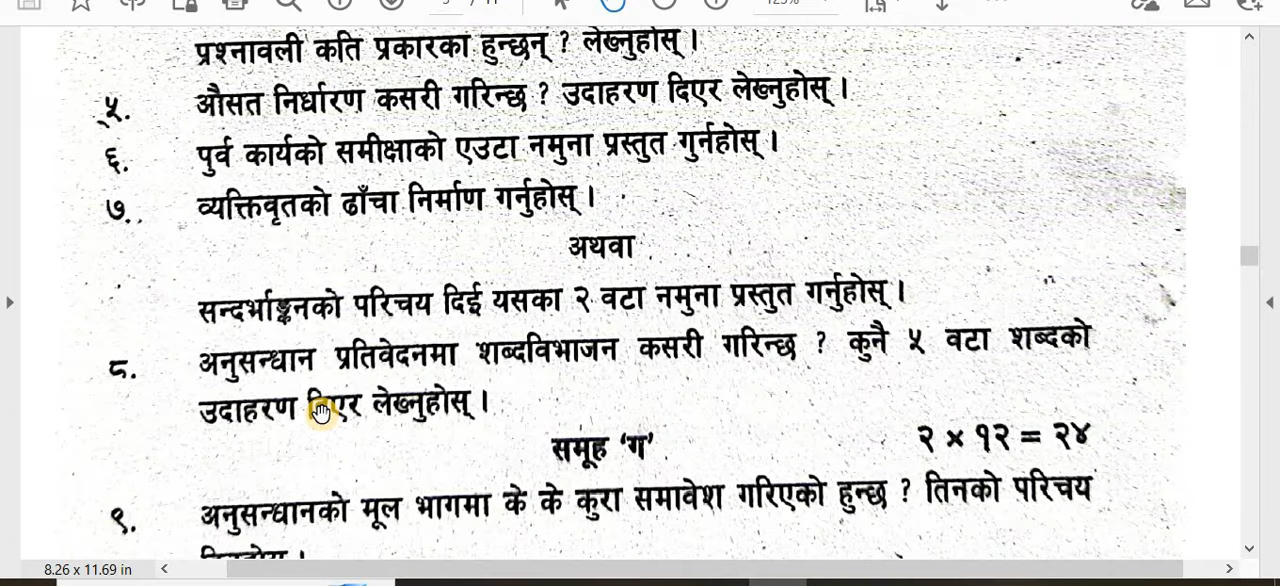 प्रश्नावली कति प्रकारका हुन्छन् ? लेख्नुहोस् ।
५. औसत निर्धारण कसरी गरिन्छ ? उदाहरण दिएर लेख्नुहोस् ।
६. पुर्व कार्यको समीक्षाको एउटा नमुना प्रस्तुत गुर्नहोस् ।
७. व्यक्तिवृतको ढाँचा निर्माण गर्नुहोस् ।
अथवा
सन्दर्भाङ्कनको परिचय दिई यसका २ वटा नमुना प्रस्तुत गर्नुहोस् ।
८. अनुसन्धान प्रतिवेदनमा शब्दविभाजन कसरी गरिन्छ ? कुनै ५ वटा शब्दको
उदाहरण दिएर लेख्नुहोस् ।
समूह ‘ग’ २ × १२ = २४
९. अनुसन्धानको मूल भागमा के के कुरा समावेश गरिएको हुन्छ ? तिनको परिचय
8.26 x 11.69 in